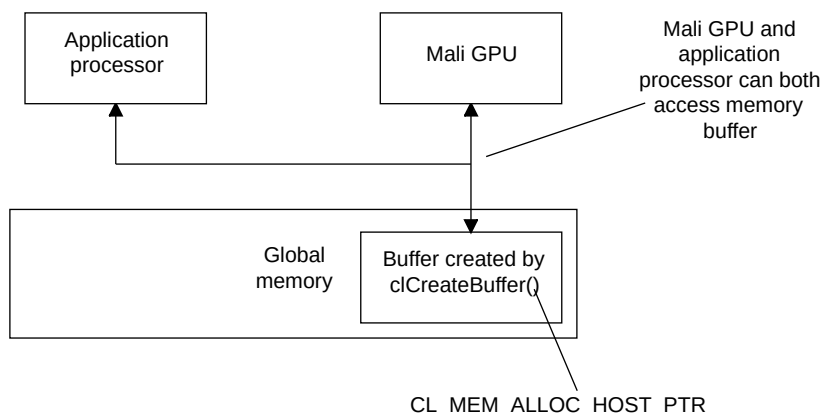 Application
processor
Mali GPU
Mali GPU and
application
processor can both
access memory
buffer
Global
memory
Buffer created by
clCreateBuffer()
CL_MEM_ALLOC_HOST_PTR